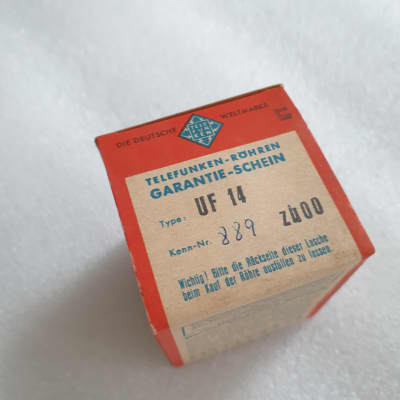 DIE DEUTSCHE WELTMARKE
TELEFUNKEN-RÖHREN
GARANTIE-SCHEIN
Type: UF 14
Kenn-Nr. 889 ZÜ00
Wichtig! Bitte die Rückseite dieser Lasche
beim Kauf der Röhre ausfüllen zu lassen.